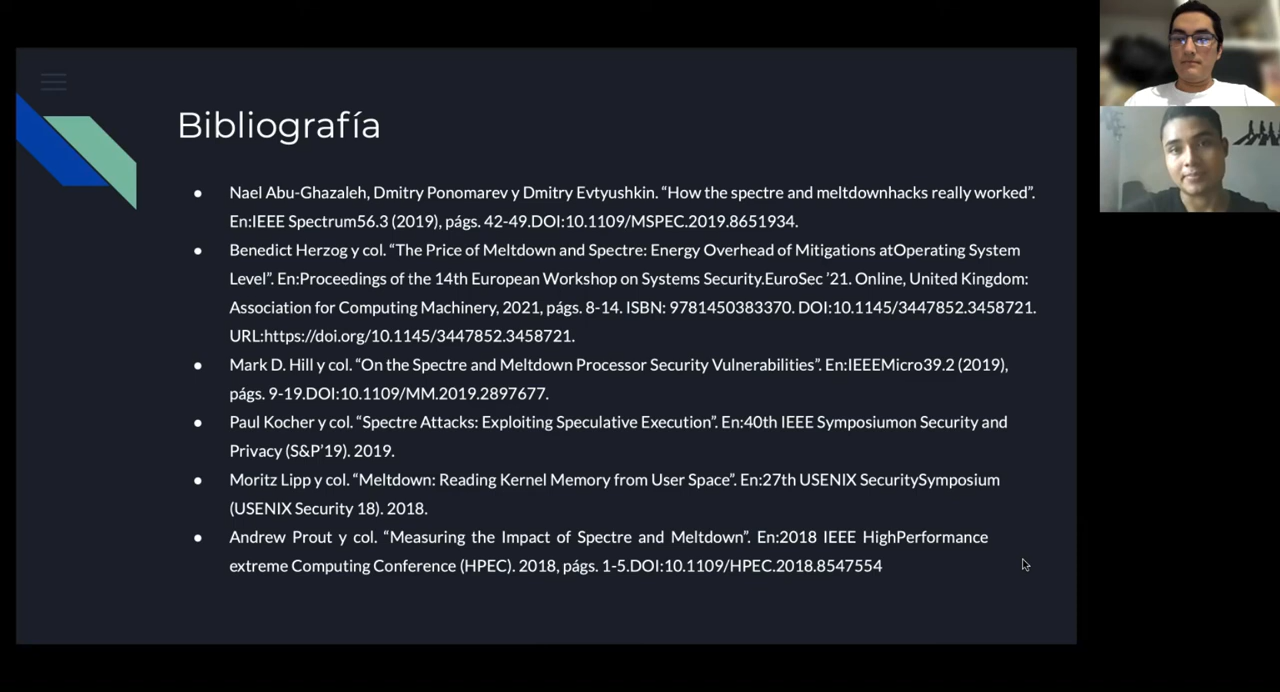 Bibliografía
● Nael Abu-Ghazaleh, Dmitry Ponomarev y Dmitry Evtyushkin. “How the spectre and meltdownhacks really worked”.
En:IEEE Spectrum56.3 (2019), págs. 42-49.DOI:10.1109/MSPEC.2019.8651934.
● Benedict Herzog y col. “The Price of Meltdown and Spectre: Energy Overhead of Mitigations atOperating System
Level”. En:Proceedings of the 14th European Workshop on Systems Security.EuroSec ’21. Online, United Kingdom:
Association for Computing Machinery, 2021, págs. 8-14. ISBN: 9781450383370. DOI:10.1145/3447852.3458721.
URL:https://doi.org/10.1145/3447852.3458721.
● Mark D. Hill y col. “On the Spectre and Meltdown Processor Security Vulnerabilities”. En:IEEEMicro39.2 (2019),
págs. 9-19.DOI:10.1109/MM.2019.2897677.
● Paul Kocher y col. “Spectre Attacks: Exploiting Speculative Execution”. En:40th IEEE Symposiumon Security and
Privacy (S&P’19). 2019.
● Moritz Lipp y col. “Meltdown: Reading Kernel Memory from User Space”. En:27th USENIX SecuritySymposium
(USENIX Security 18). 2018.
● Andrew Prout y col. “Measuring the Impact of Spectre and Meltdown”. En:2018 IEEE HighPerformance
extreme Computing Conference (HPEC). 2018, págs. 1-5.DOI:10.1109/HPEC.2018.8547554